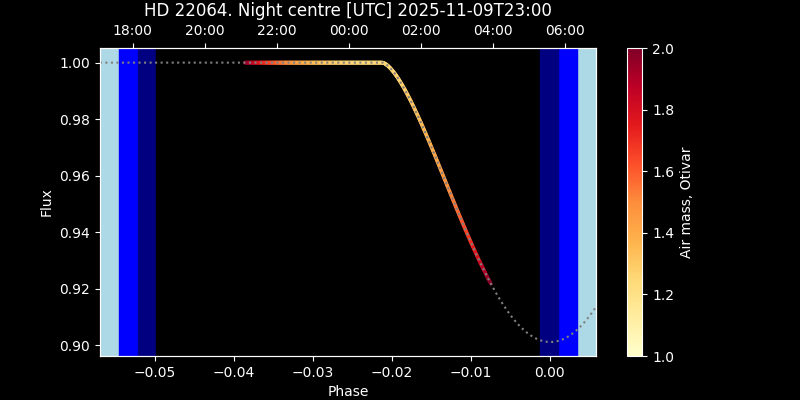 HD 22064. Night centre [UTC] 2025-11-09T23:00
18:00 20:00 22:00 00:00 02:00 04:00 06:00
1.00
0.98
0.96
0.94
0.92
0.90
Flux
−0.05 −0.04 −0.03 −0.02 −0.01 0.00
Phase
2.0
1.8
1.6
1.4
1.2
1.0
Air mass, Otivar